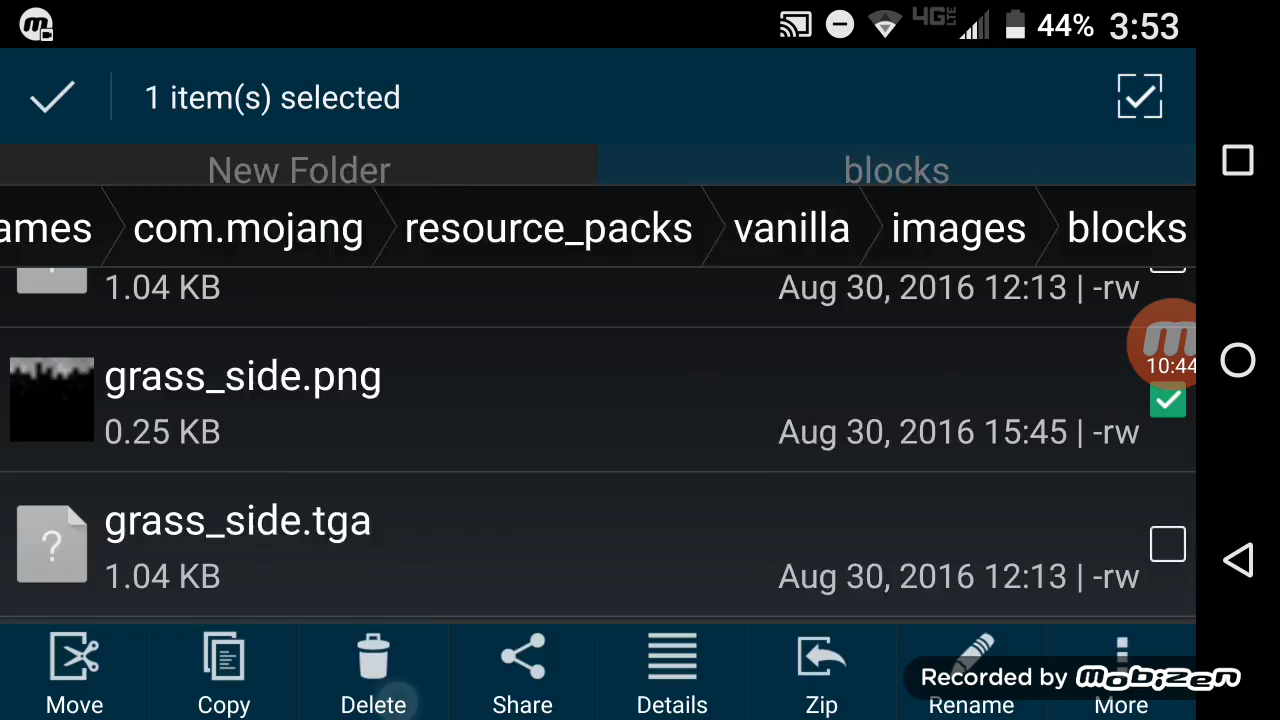 4G LTE 44% 3:53
1 item(s) selected
New Folder blocks
ames com.mojang resource_packs vanilla images blocks
1.04 KB Aug 30, 2016 12:13 | -rw
m
10:44
grass_side.png
0.25 KB Aug 30, 2016 15:45 | -rw
grass_side.tga
?
1.04 KB Aug 30, 2016 12:13 | -rw
Recorded by mobizen
Move Copy Delete Share Details Zip Rename More